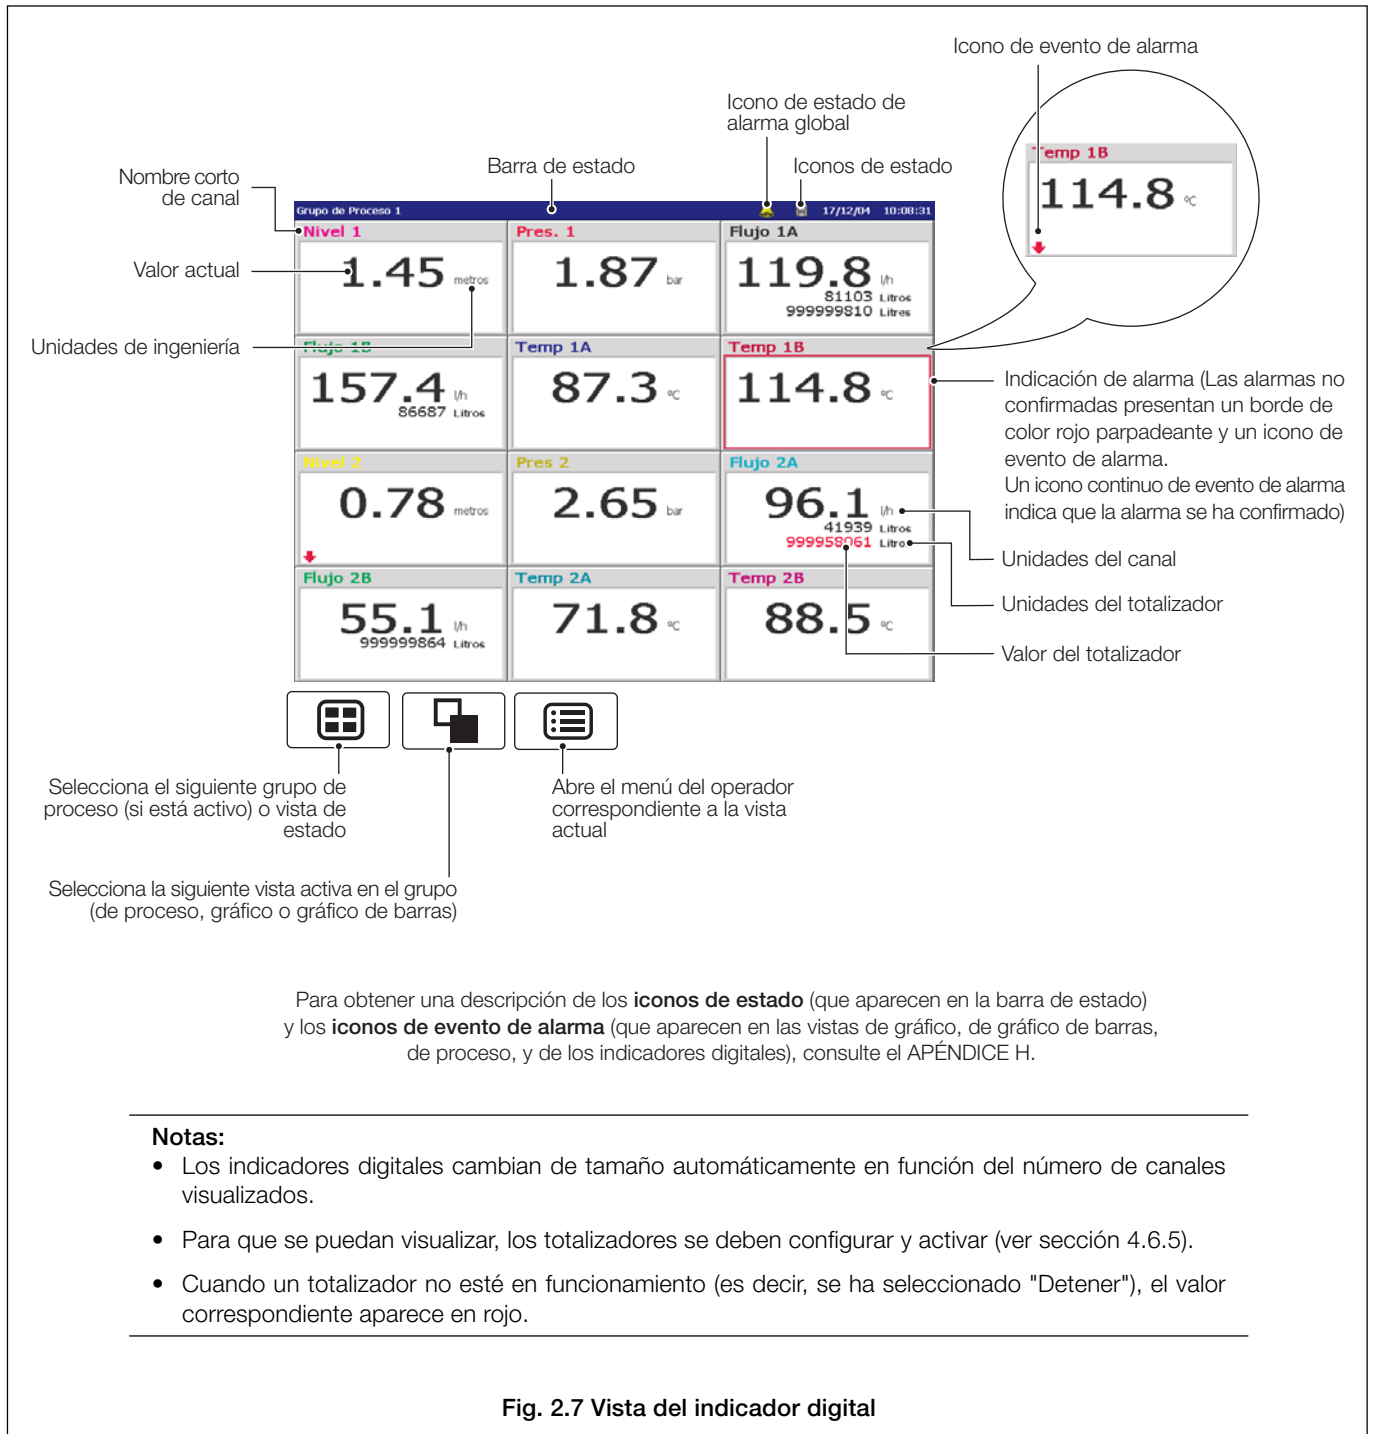 Icono de evento de alarma
Icono de estado de
alarma global
Barra de estado
Iconos de estado
Nombre corto
de canal
Valor actual
Unidades de ingeniería
Temp 1B
114.8 °C
Grupo de Proceso 1
17/12/04 10:08:31
Nivel 1
1.45 metros
Pres. 1
1.87 bar
Flujo 1A
119.8 l/h
81103 Litros
999999810 Litres
Flujo 1B
157.4 l/h
86687 Litros
Temp 1A
87.3 °C
Temp 1B
114.8 °C
Nivel 2
0.78 metros
Pres 2
2.65 bar
Flujo 2A
96.1 l/h
41939 Litros
999958061 Litro
Flujo 2B
55.1 l/h
999999864 Litros
Temp 2A
71.8 °C
Temp 2B
88.5 °C
Indicación de alarma (Las alarmas no
confirmadas presentan un borde de
color rojo parpadeante y un icono de
evento de alarma.
Un icono continuo de evento de alarma
indica que la alarma se ha confirmado)
Unidades del canal
Unidades del totalizador
Valor del totalizador
Selecciona el siguiente grupo de
proceso (si está activo) o vista de
estado
Abre el menú del operador
correspondiente a la vista
actual
Selecciona la siguiente vista activa en el grupo
(de proceso, gráfico o gráfico de barras)
Para obtener una descripción de los iconos de estado (que aparecen en la barra de estado)
y los iconos de evento de alarma (que aparecen en las vistas de gráfico, de gráfico de barras,
de proceso, y de los indicadores digitales), consulte el APÉNDICE H.
Notas:
• Los indicadores digitales cambian de tamaño automáticamente en función del número de canales
visualizados.
• Para que se puedan visualizar, los totalizadores se deben configurar y activar (ver sección 4.6.5).
• Cuando un totalizador no esté en funcionamiento (es decir, se ha seleccionado "Detener"), el valor
correspondiente aparece en rojo.
Fig. 2.7 Vista del indicador digital